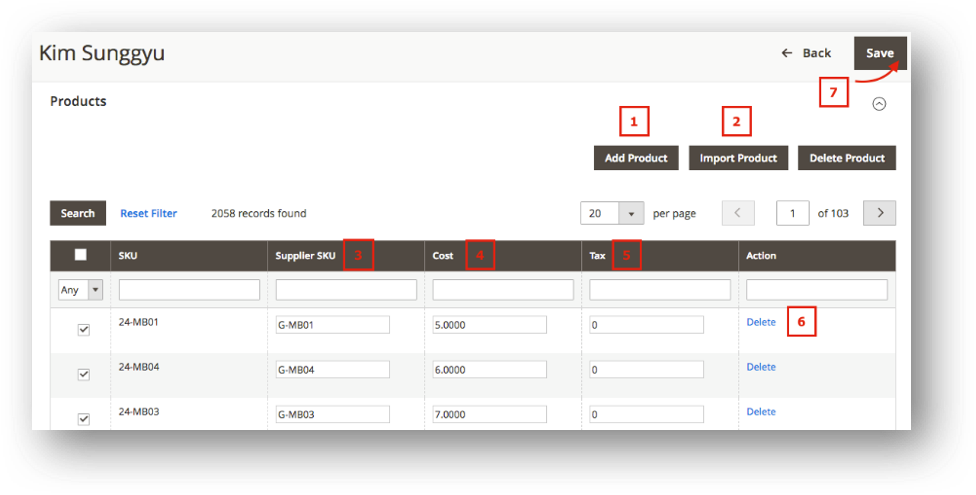 Kim Sunggyu
← Back
Save
7
Products
1
2
Add Product
Import Product
Delete Product
Search
Reset Filter
2058 records found
20
per page
1
of 103
SKU
Supplier SKU
3
Cost
4
Tax
5
Action
Any
24-MB01
G-MB01
5.0000
0
Delete
6
24-MB04
G-MB04
6.0000
0
Delete
24-MB03
G-MB03
7.0000
0
Delete